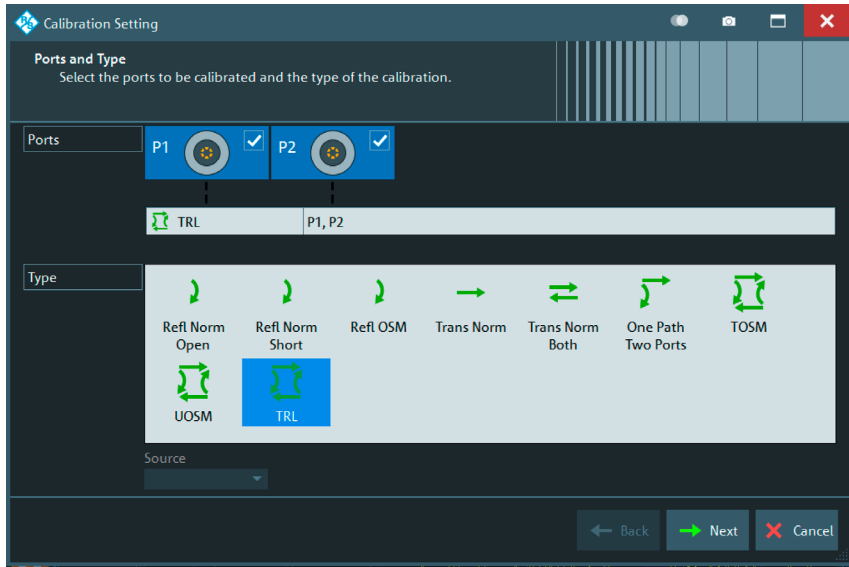 Calibration Setting
Ports and Type
Select the ports to be calibrated and the type of the calibration.
Ports
P1
P2
TRL
P1, P2
Type
Refl Norm
Open
Refl Norm
Short
Refl OSM
Trans Norm
Trans Norm
Both
One Path
Two Ports
TOSM
UOSM
TRL
Source
Back
Next
Cancel